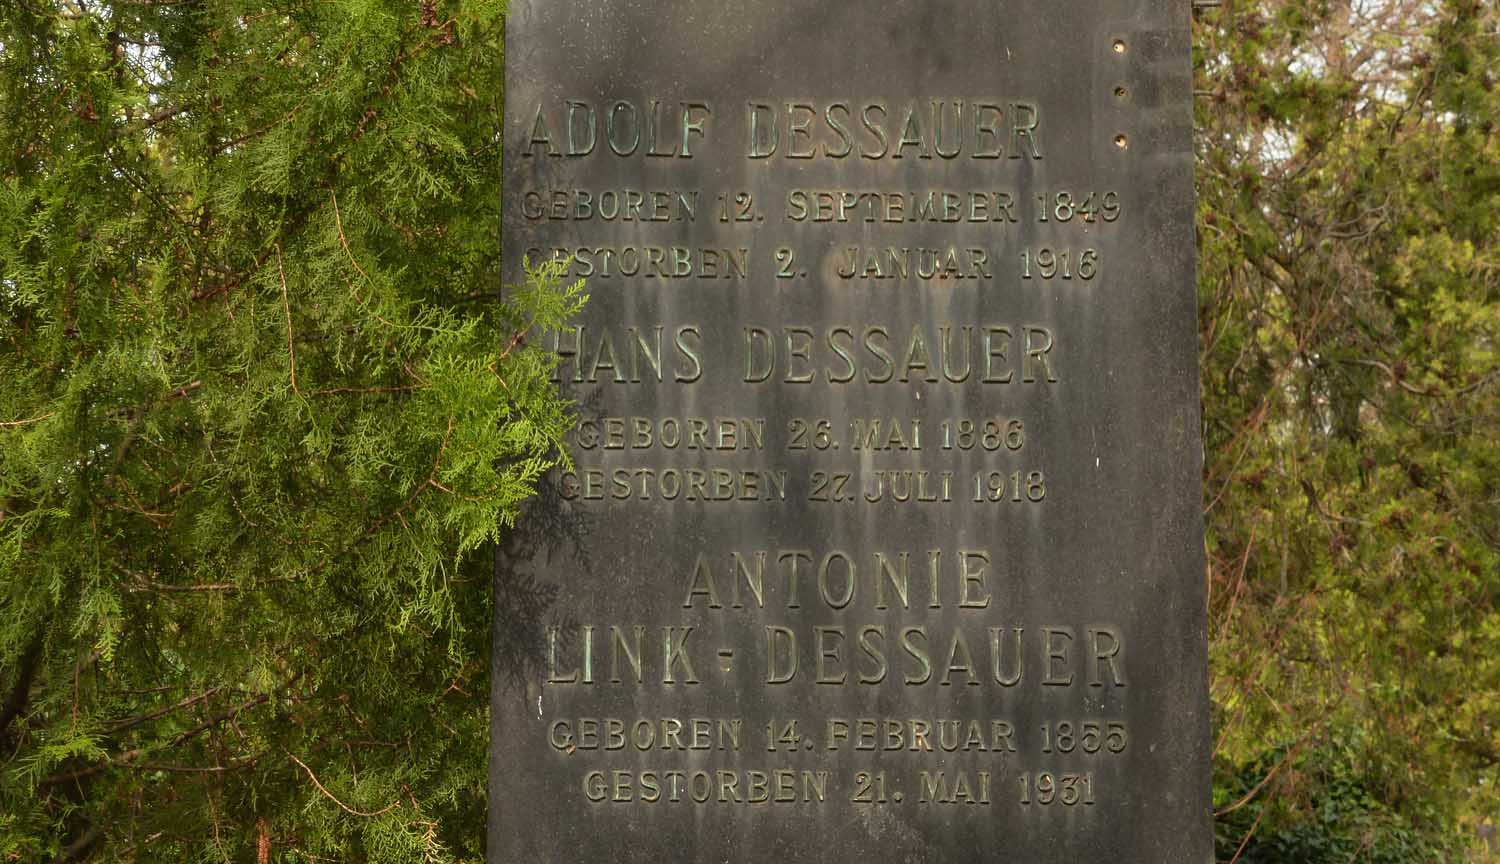 ADOLF DESSAUER
GEBOREN 12. SEPTEMBER 1849
GESTORBEN 2. JANUAR 1916
HANS DESSAUER
GEBOREN 26. MAI 1886
GESTORBEN 27. JULI 1918
ANTONIE
LINK-DESSAUER
GEBOREN 14. FEBRUAR 1855
GESTORBEN 21. MAI 1931